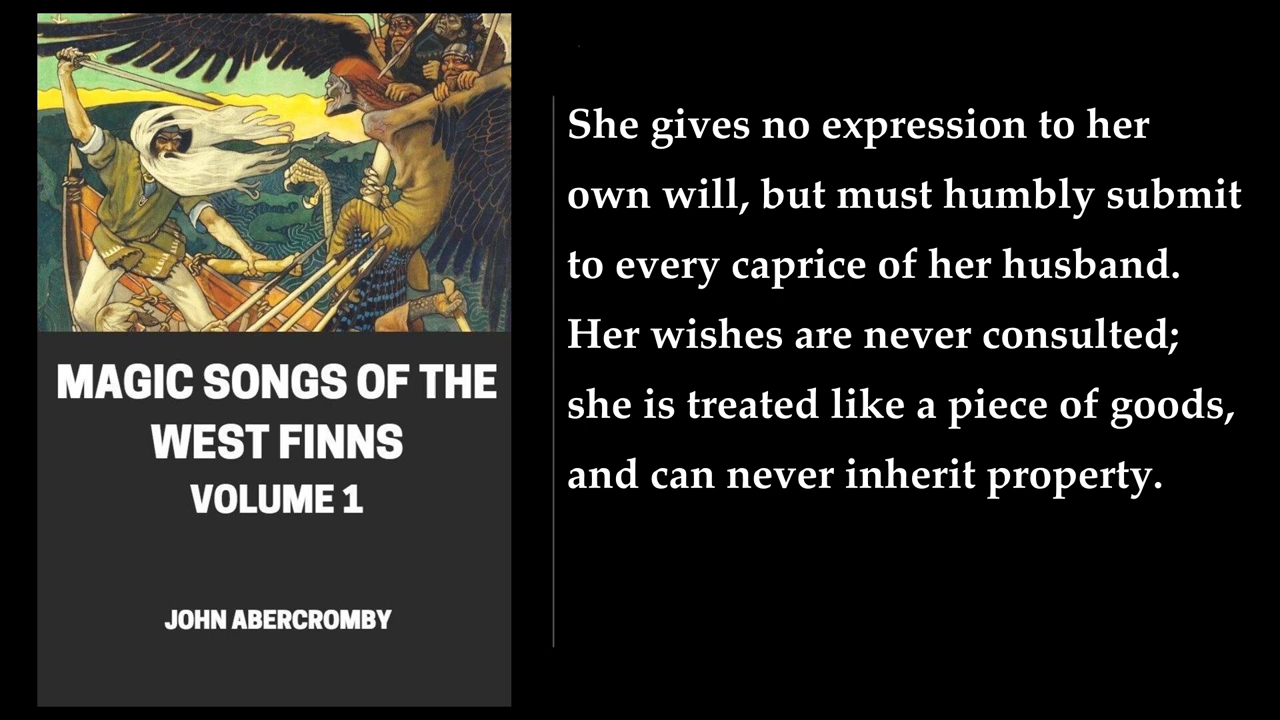 MAGIC SONGS OF THE
WEST FINNS
VOLUME 1
JOHN ABERCROMBY
She gives no expression to her
own will, but must humbly submit
to every caprice of her husband.
Her wishes are never consulted;
she is treated like a piece of goods,
and can never inherit property.